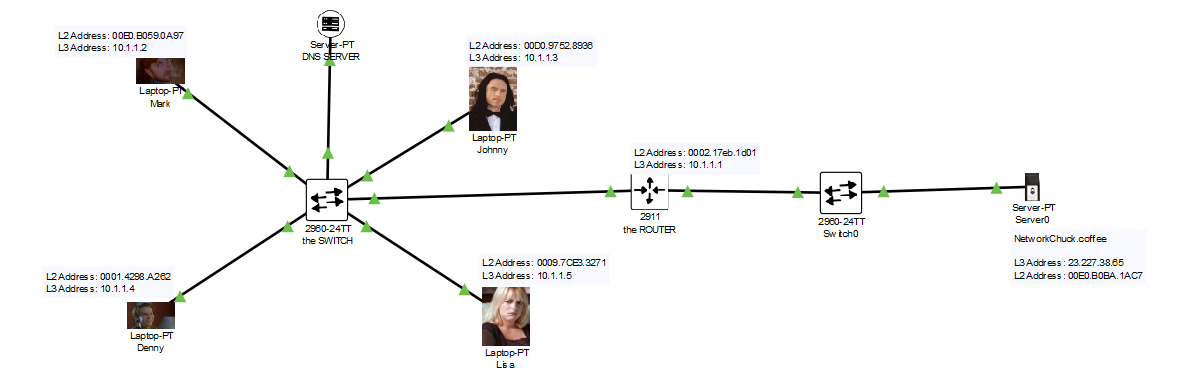 L2 Address: 00E0.B059.0A97
L3 Address: 10.1.1.2
Laptop-PT
Mark
Server-PT
DNS SERVER
L2 Address: 00D0.9752.8936
L3 Address: 10.1.1.3
Laptop-PT
Johnny
2960-24TT
the SWITCH
L2 Address: 0001.4298.A262
L3 Address: 10.1.1.4
Laptop-PT
Denny
L2 Address: 0009.7CE3.3271
L3 Address: 10.1.1.5
Laptop-PT
Lisa
L2 Address: 0002.17eb.1d01
L3 Address: 10.1.1.1
2911
the ROUTER
2960-24TT
Switch0
Server-PT
Server0
NetworkChuck.coffee
L3 Address: 23.227.38.65
L2 Address: 00E0.B0BA.1AC7